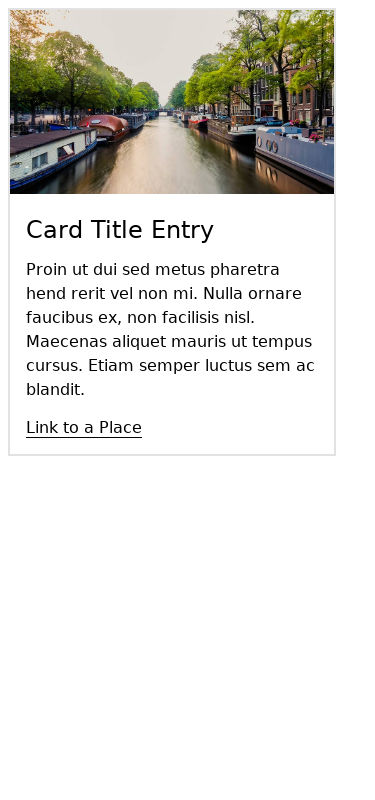 Card Title Entry
Proin ut dui sed metus pharetra
hend rerit vel non mi. Nulla ornare
faucibus ex, non facilisis nisl.
Maecenas aliquet mauris ut tempus
cursus. Etiam semper luctus sem ac
blandit.
Link to a Place